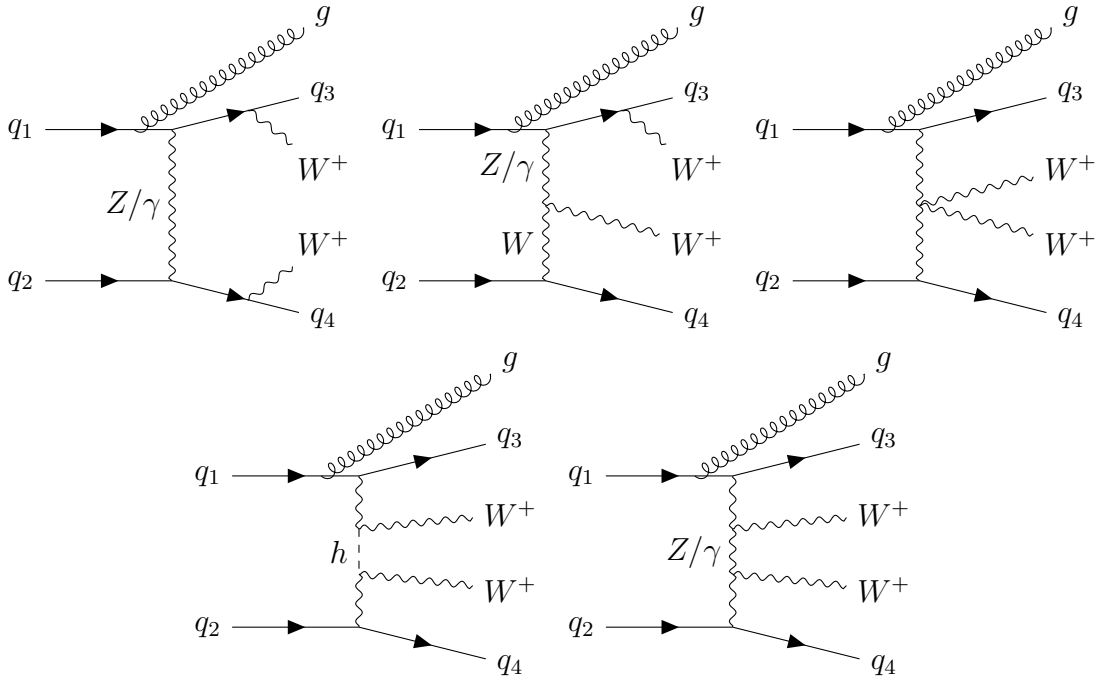 g g g
q₃ q₃ q₃
q₁ q₁ q₁
W⁺ Z/γ W⁺ W⁺
Z/γ
W⁺ W W⁺ W⁺
q₂ q₂ q₂
q₄ q₄ q₄
g g
q₃ q₃
q₁ q₁
W⁺ W⁺
h Z/γ
W⁺ W⁺
q₂ q₂
q₄ q₄